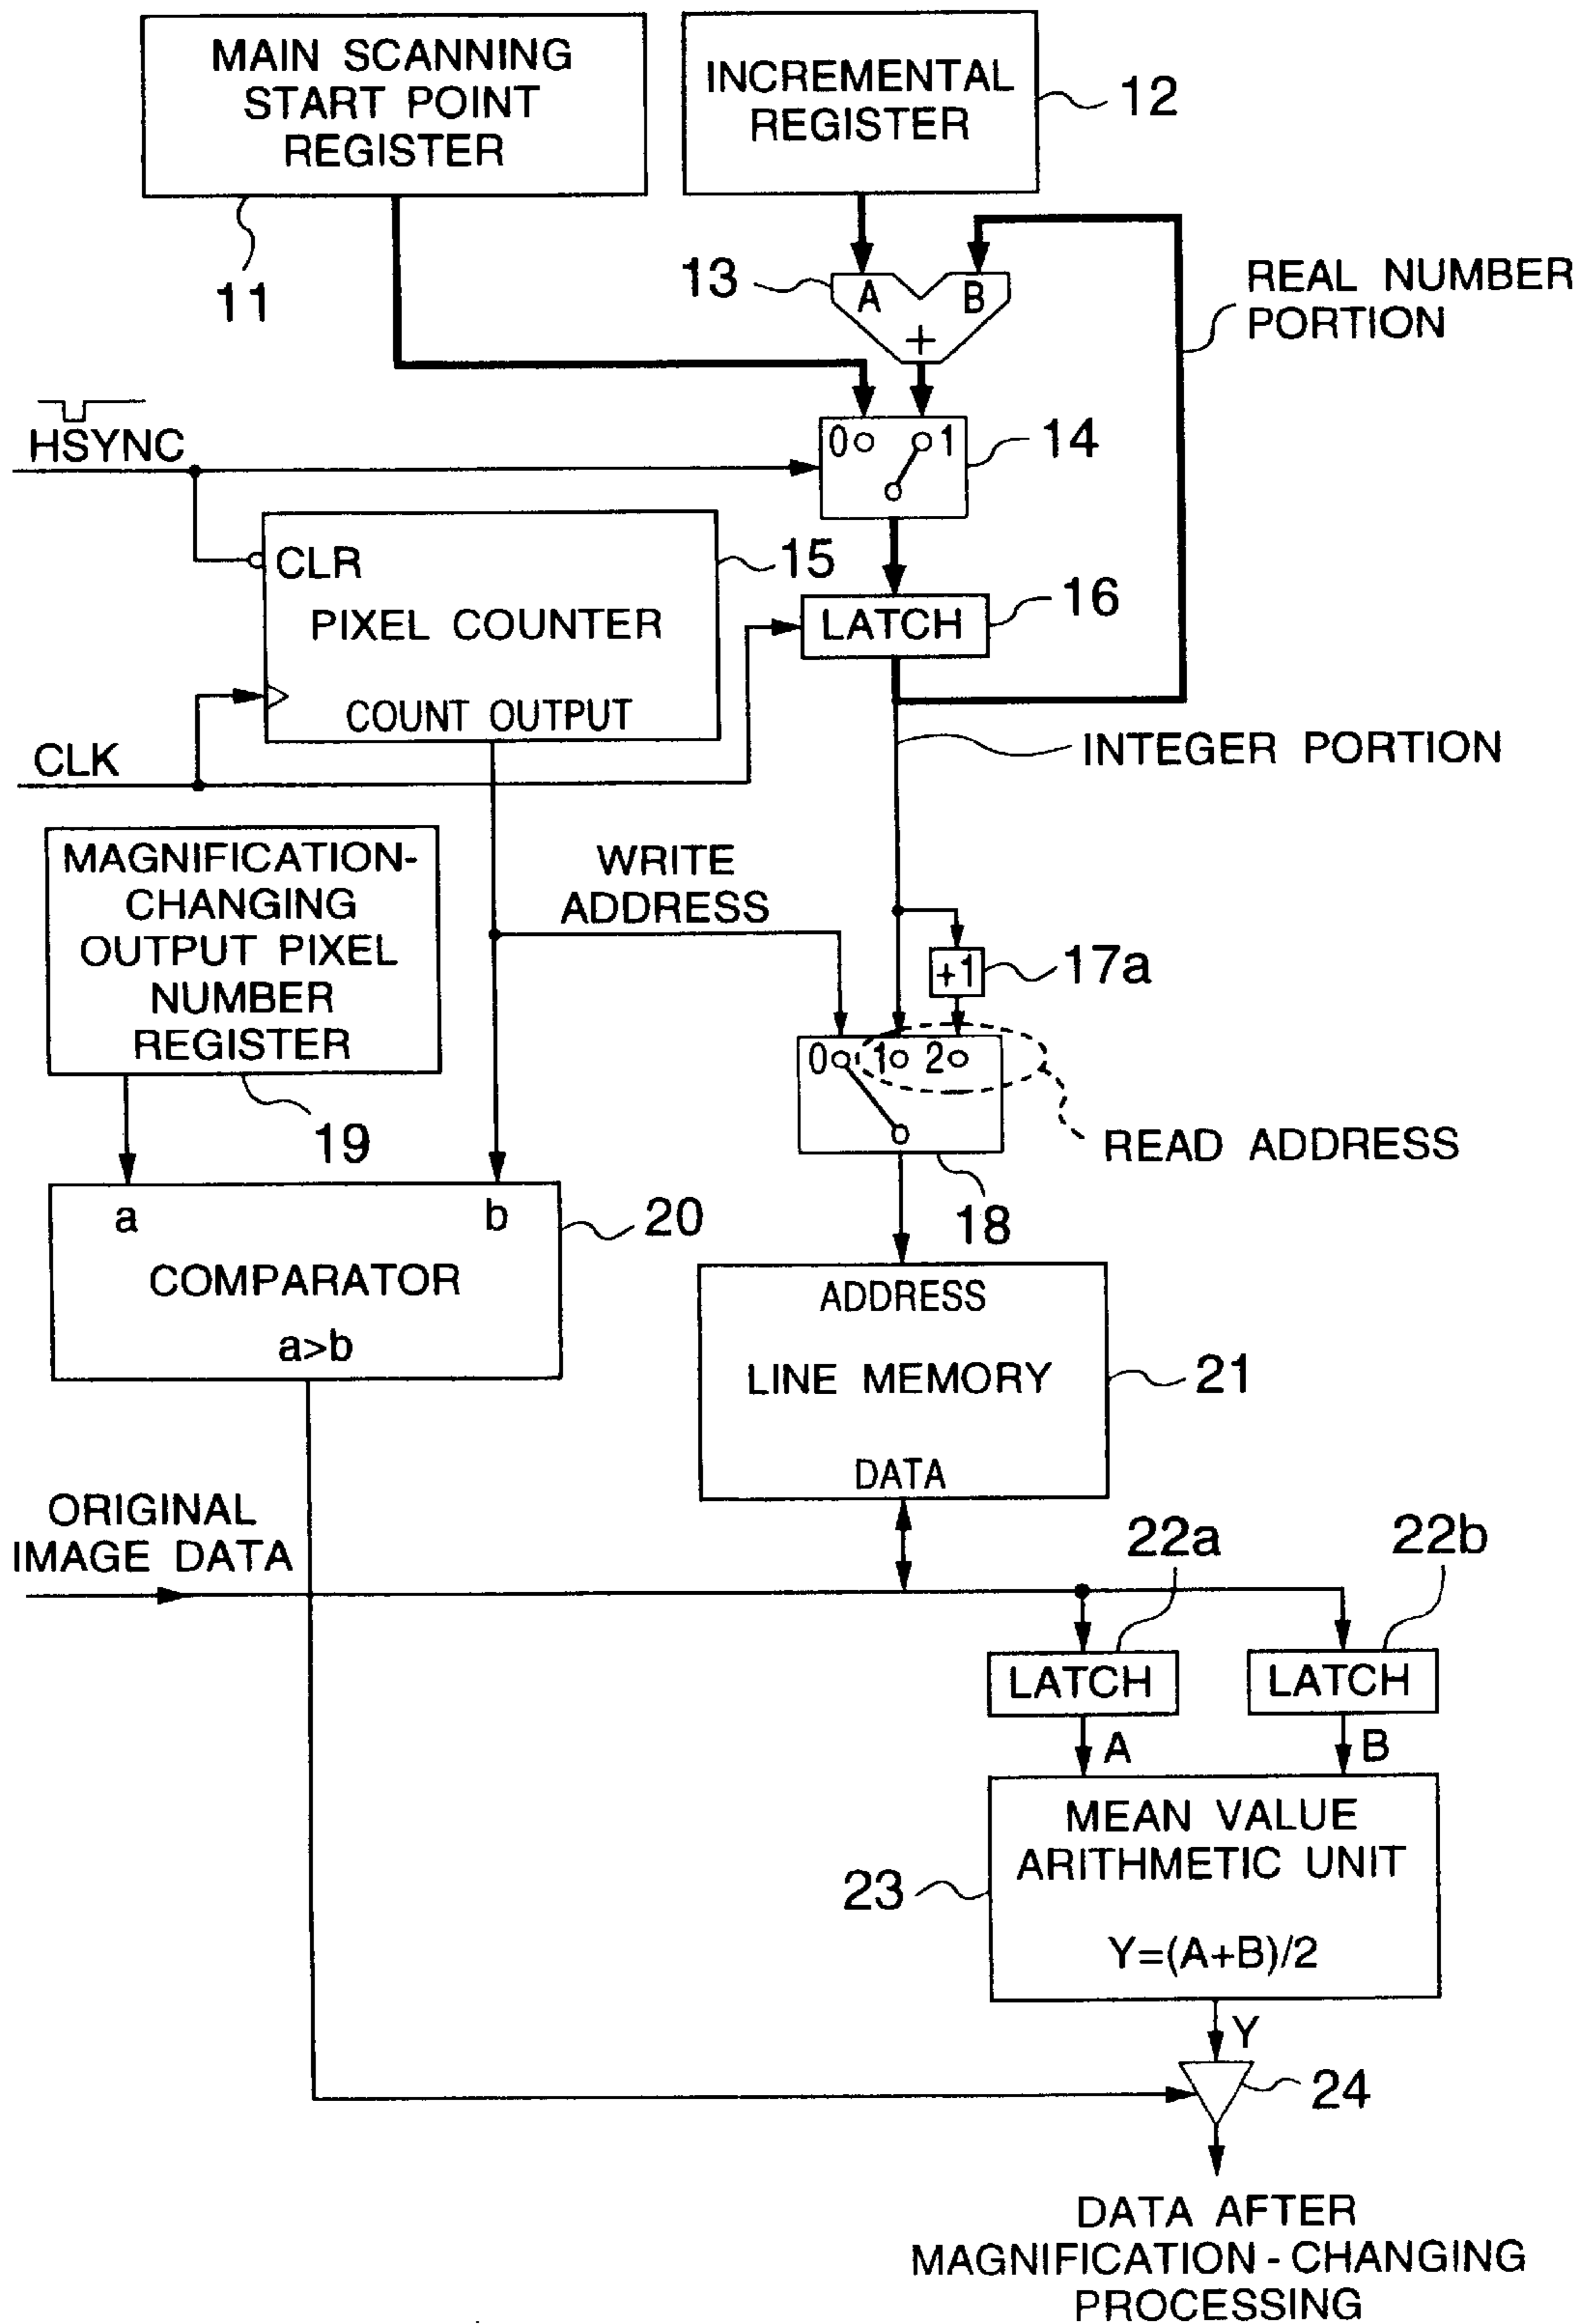 MAIN SCANNING
START POINT
REGISTER
INCREMENTAL
REGISTER
12
11
13
A
B
+
REAL NUMBER
PORTION
HSYNC
0
1
14
CLR
15
PIXEL COUNTER
COUNT OUTPUT
LATCH
16
CLK
INTEGER PORTION
MAGNIFICATION-
CHANGING
OUTPUT PIXEL
NUMBER
REGISTER
19
WRITE
ADDRESS
+1
17a
0
1
2
READ ADDRESS
18
a
b
20
COMPARATOR
a>b
ADDRESS
LINE MEMORY
21
DATA
ORIGINAL
IMAGE DATA
22a
22b
LATCH
LATCH
A
B
MEAN VALUE
ARITHMETIC UNIT
23
Y=(A+B)/2
Y
24
DATA AFTER
MAGNIFICATION-CHANGING
PROCESSING